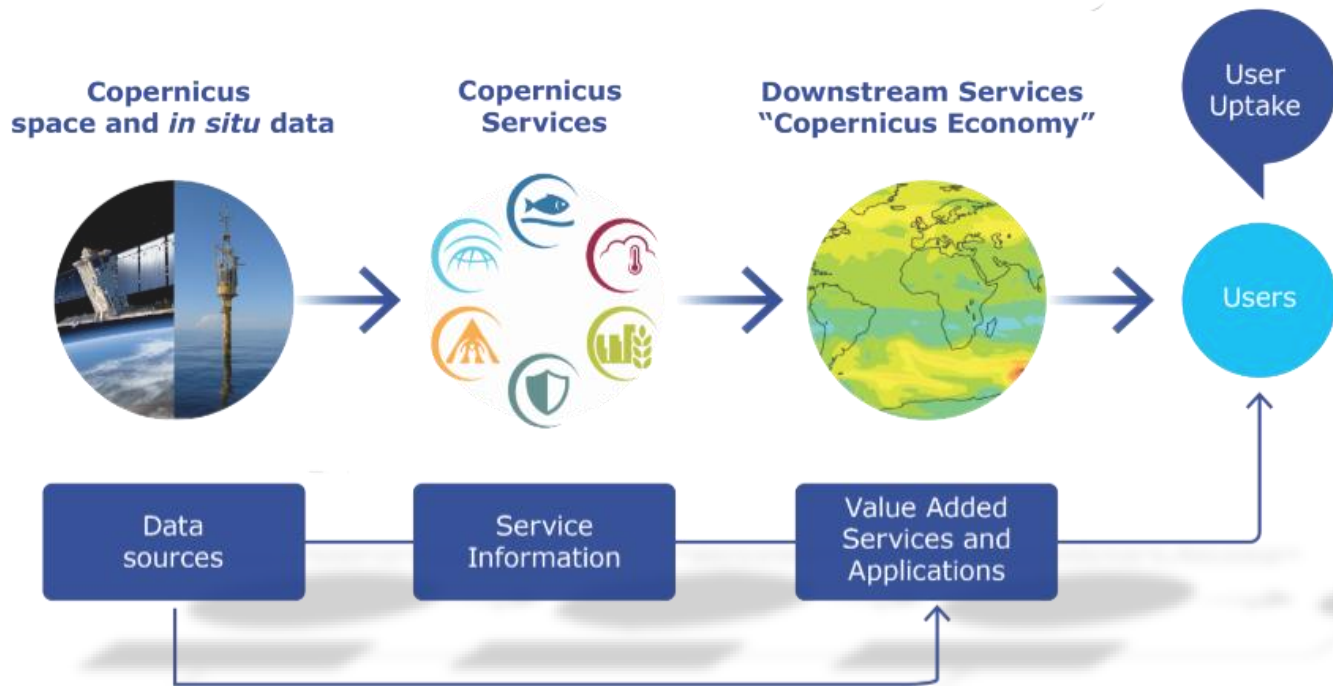 Copernicus
space and in situ data
Copernicus
Services
Downstream Services
“Copernicus Economy”
User
Uptake
Users
Data
sources
Service
Information
Value Added
Services and
Applications